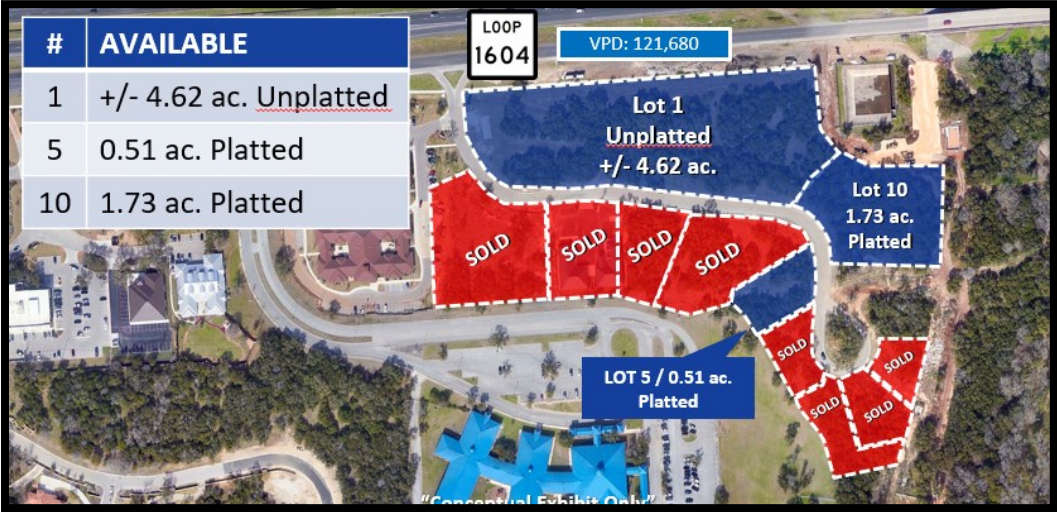 # AVAILABLE
1 +/- 4.62 ac. Unplatted
5 0.51 ac. Platted
10 1.73 ac. Platted
LOOP
1604
VPD: 121,680
Lot 1
Unplatted
+/- 4.62 ac.
Lot 10
1.73 ac.
Platted
SOLD
SOLD
SOLD
SOLD
LOT 5 / 0.51 ac.
Platted
SOLD
SOLD
SOLD
SOLD
"Conceptual Exhibit Only"